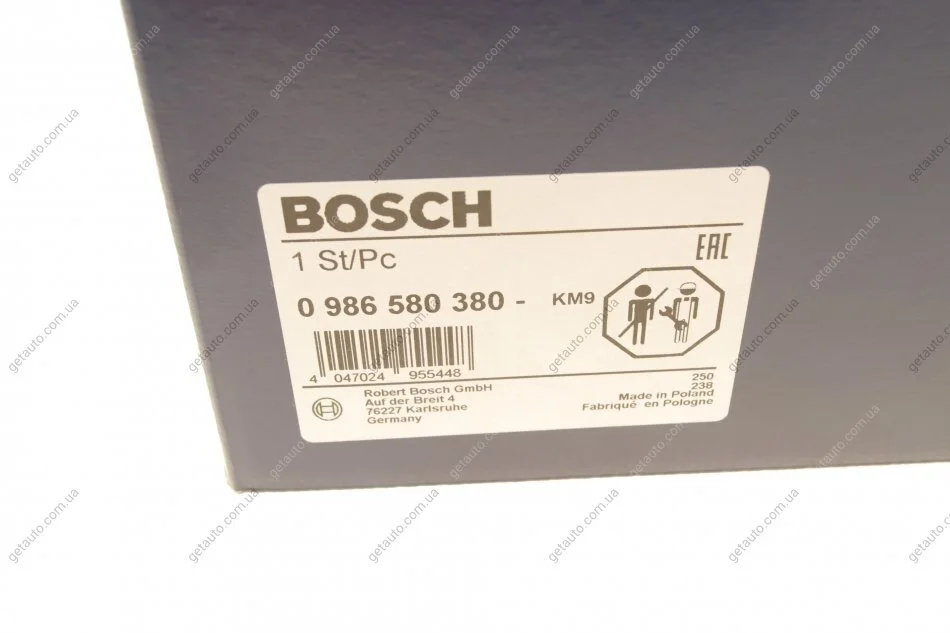 BOSCH
1 St/Pc
EAC
0 986 580 380 - KM9
4 047024 955448
Robert Bosch GmbH
Auf der Breit 4
76227 Karlsruhe
Germany
250
238
Made in Poland
Fabriqué en Pologne
getauto.com.ua